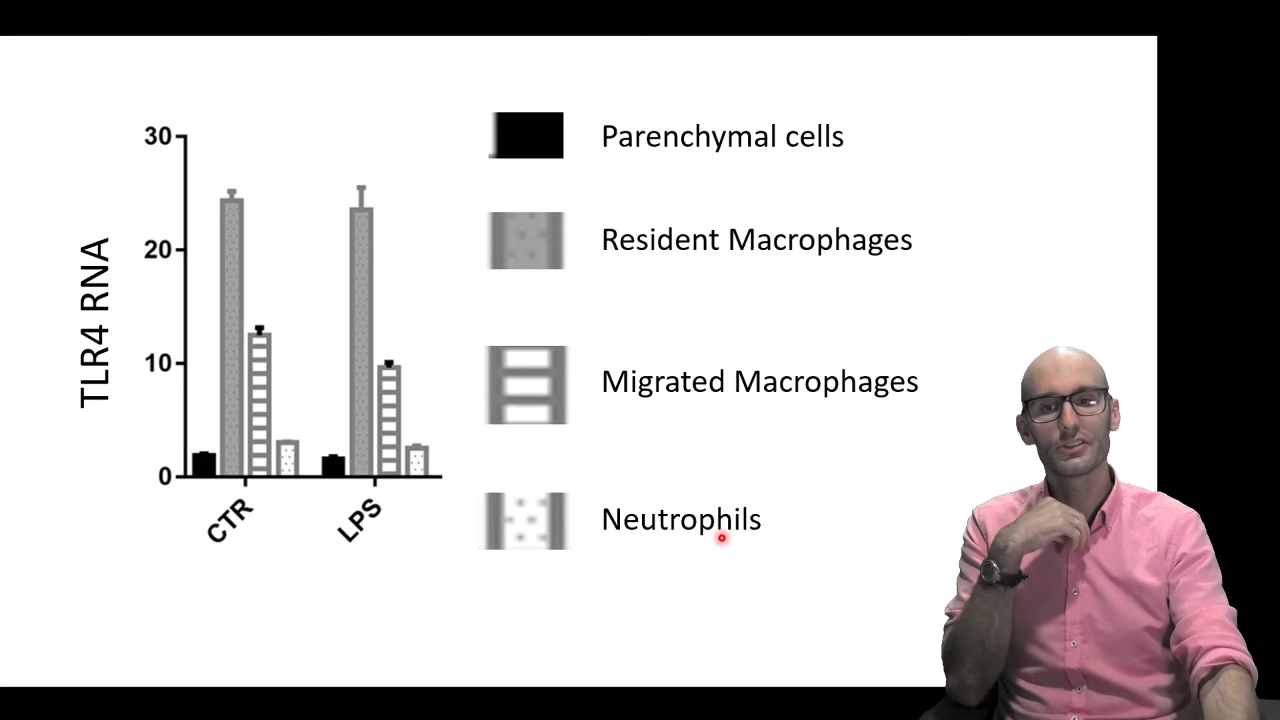 30
20
10
0
TLR4 RNA
CTR
LPS
Parenchymal cells
Resident Macrophages
Migrated Macrophages
Neutrophils